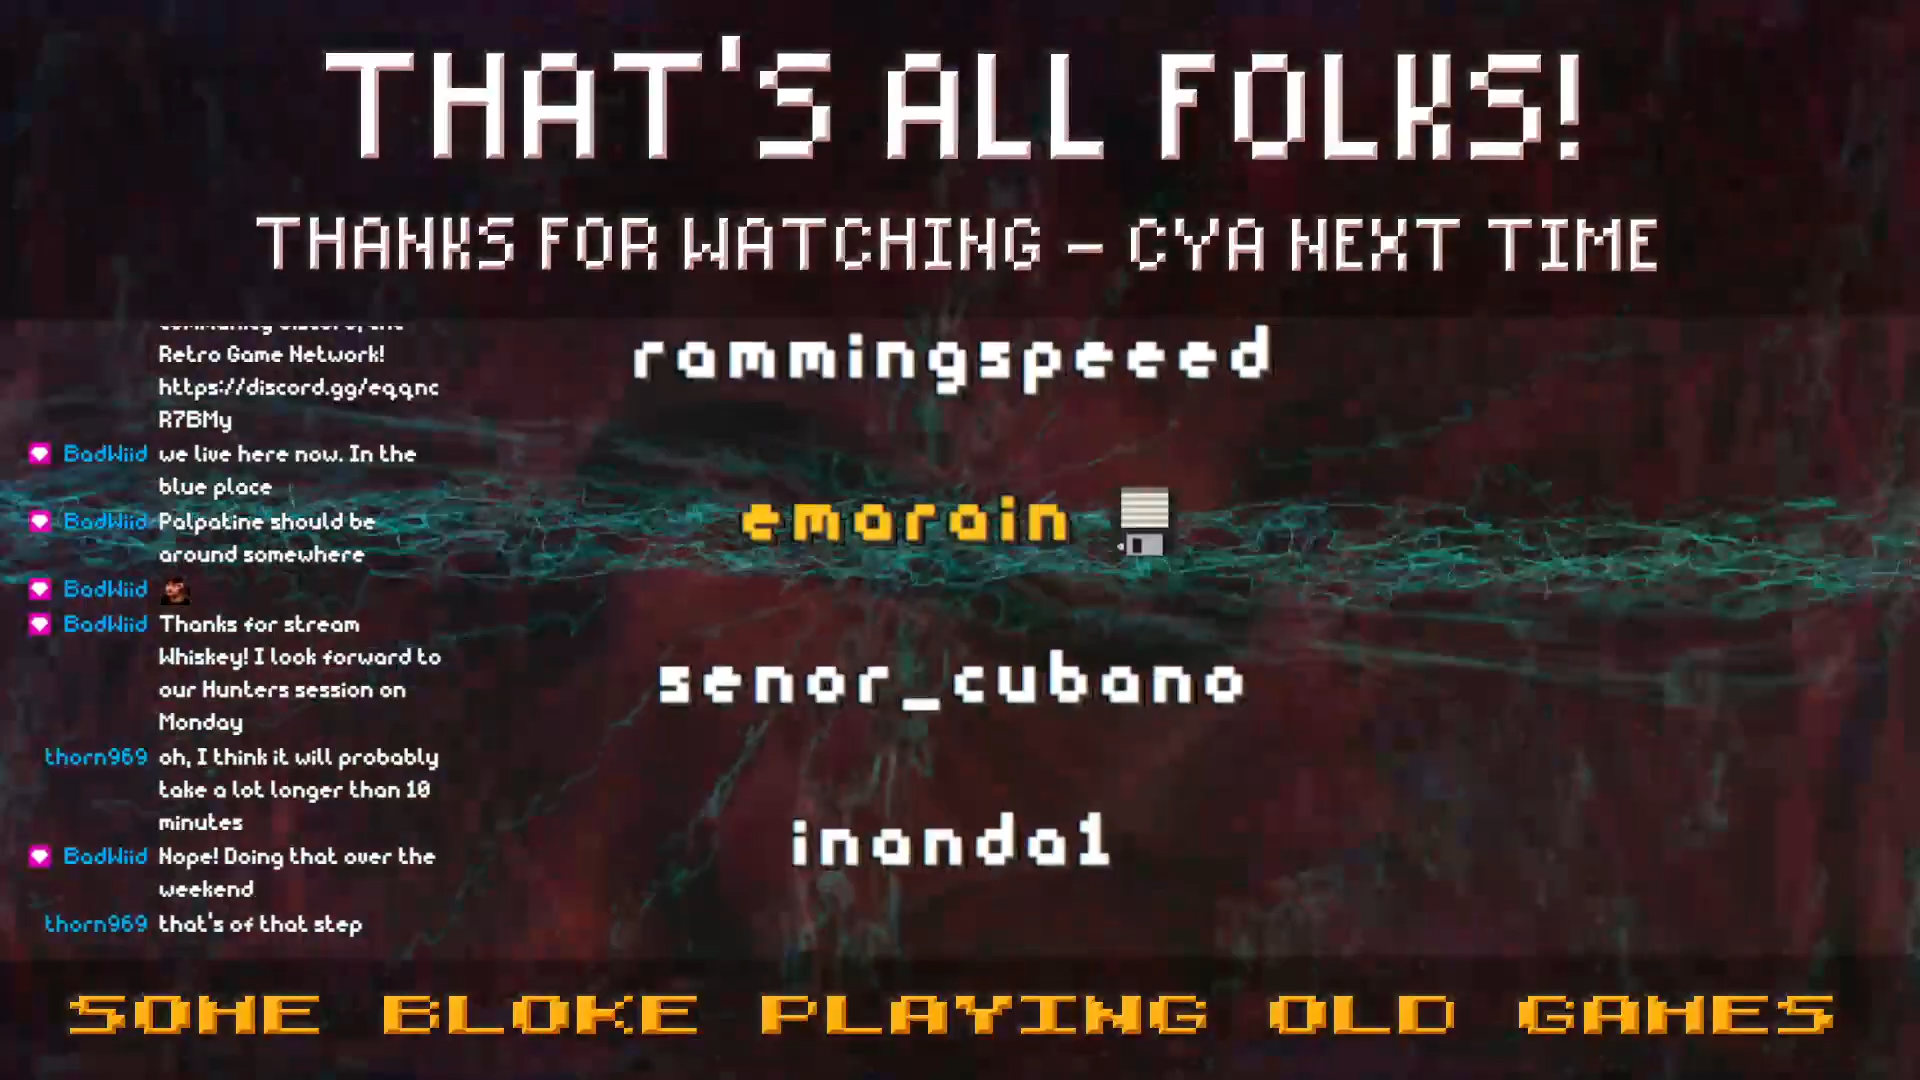 THAT'S ALL FOLKS!
THANKS FOR WATCHING - CYA NEXT TIME
Retro Game Network!
https://discord.gg/eqqnc
R7BMy
BadWiid we live here now. In the
blue place
BadWiid Palpatine should be
around somewhere
BadWiid
BadWiid Thanks for stream
Whiskey! I look forward to
our Hunters session on
Monday
thorn969 oh, I think it will probably
take a lot longer than 10
minutes
BadWiid Nope! Doing that over the
weekend
thorn969 that's of that step
rammingspeeed
emarain
senor_cubano
inanda1
SOME BLOKE PLAYING OLD GAMES